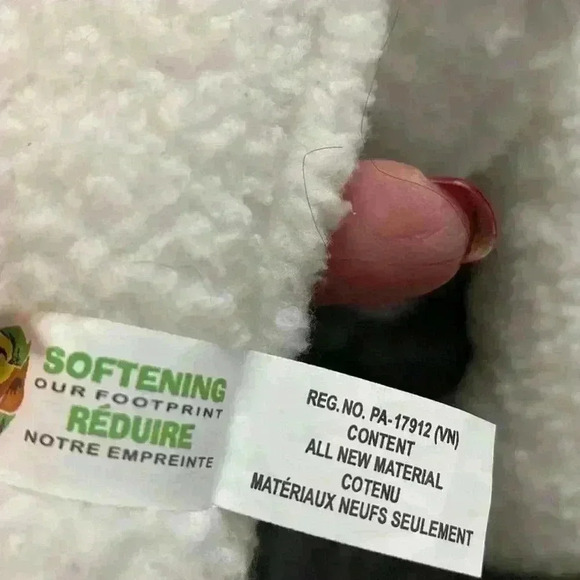 SOFTENING
OUR FOOTPRINT
RÉDUIRE
NOTRE EMPREINTE
REG. NO. PA-17912 (VN)
CONTENT
ALL NEW MATERIAL
COTENU
MATÉRIAUX NEUFS SEULEMENT